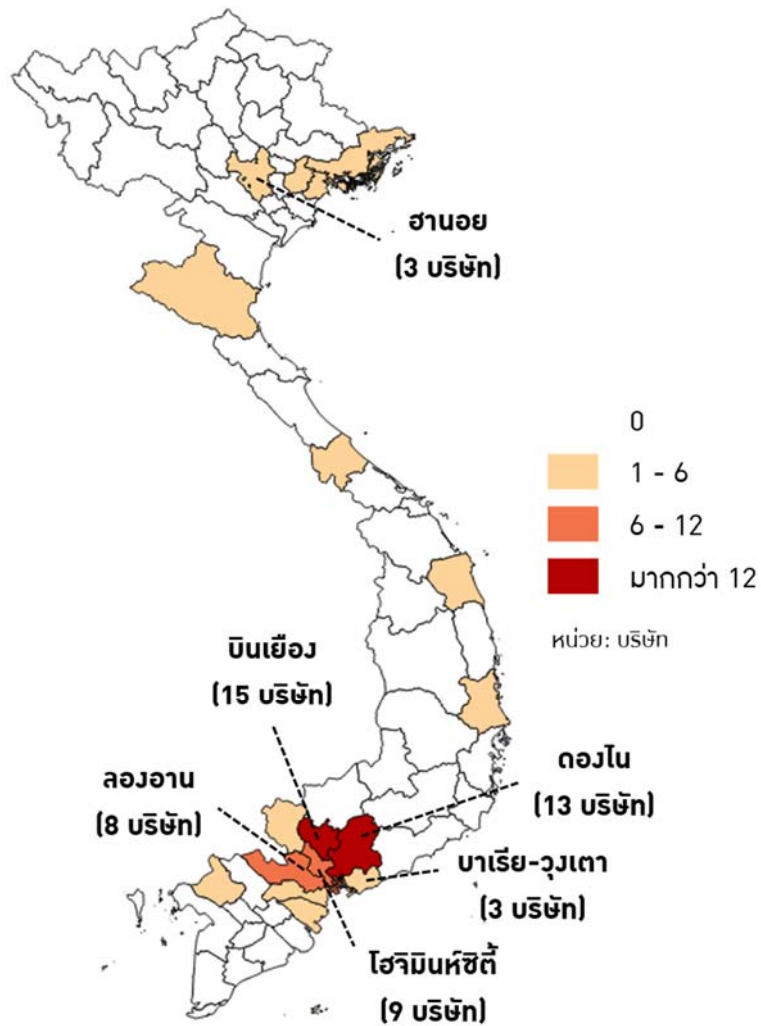 ฮานอย
(3 บริษัท)
0
1 - 6
6 - 12
มากกว่า 12
หน่วย: บริษัท
บินเยือง
(15 บริษัท)
ลองอาน
(8 บริษัท)
ดองไน
(13 บริษัท)
บาเรีย-วุงเตา
(3 บริษัท)
โฮจิมินห์ซิตี้
(9 บริษัท)